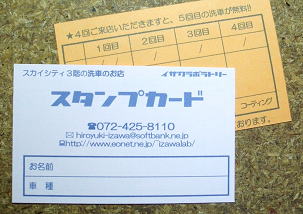 ★4回ご来店いただきますと、5回目の洗車が無料!!
1回目 2回目 3回目 4回目
/
コーティング
おります。
スカイシティ3階の洗車のお店
イザワラボラトリー
スタンプカード
☎072-425-8110
✉hiroyuki-izawa@softbank.ne.jp
http://www.eonet.ne.jp/~izawalab/
お名前
車 種